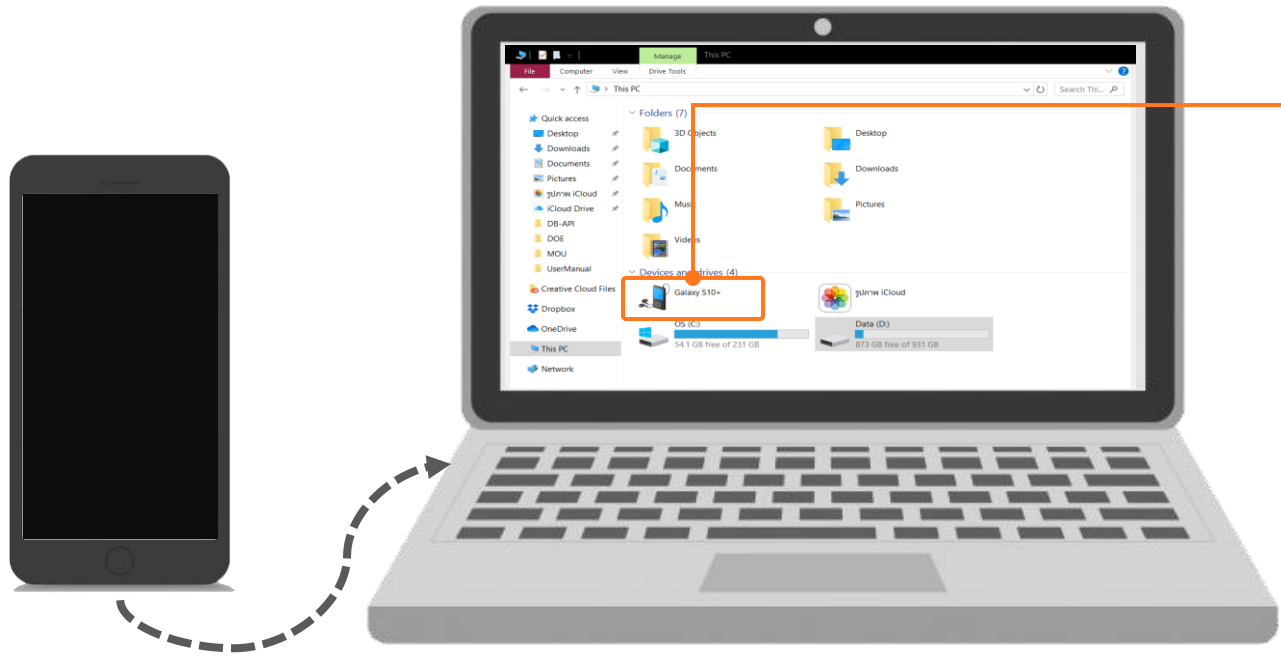 Manage
This PC
File
Computer
View
Drive Tools
This PC
Search Thi...
Quick access
Desktop
Downloads
Documents
Pictures
รูปภาพ iCloud
iCloud Drive
DB-API
DOE
MOU
UserManual
Creative Cloud Files
Dropbox
OneDrive
This PC
Network
Folders (7)
3D Objects
Desktop
Documents
Downloads
Music
Pictures
Videos
Devices and drives (4)
Galaxy S10+
รูปภาพ iCloud
OS (C:)
54.1 GB free of 231 GB
Data (D:)
873 GB free of 931 GB